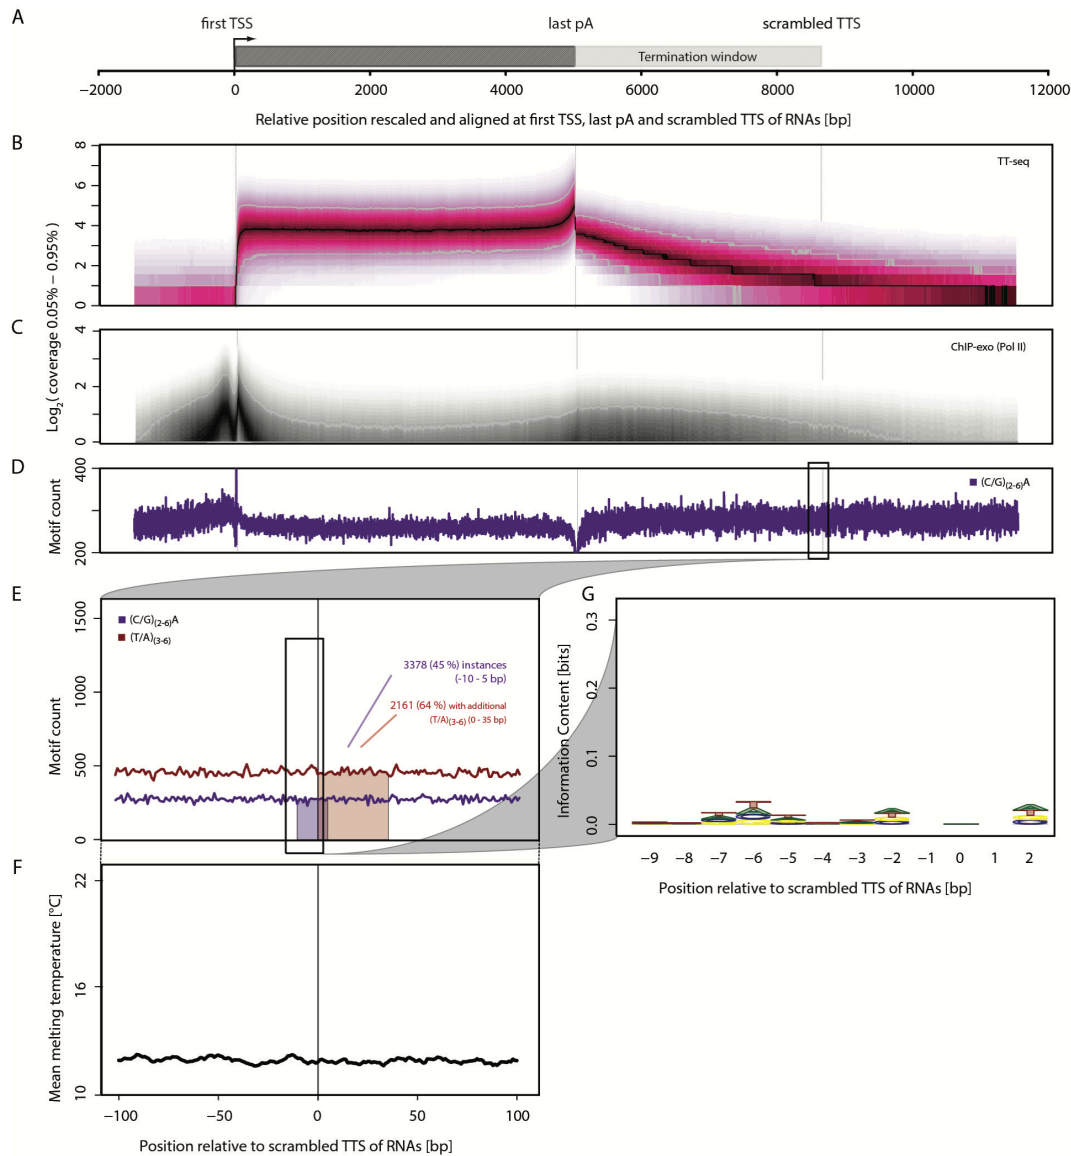 A
first TSS
last pA
scrambled TTS
Termination window
−2000 0 2000 4000 6000 8000 10000 12000
Relative position rescaled and aligned at first TSS, last pA and scrambled TTS of RNAs [bp]
B
8
6
4
2
0
TT-seq
Log2( coverage 0.05% − 0.95% )
C
4
2
0
ChIP-exo (Pol II)
D
400
200
Motif count
(C/G)(2-6)A
E
1500
1000
500
0
Motif count
(C/G)(2-6)A
(T/A)(3-6)
3378 (45 %) instances
(-10 - 5 bp)
2161 (64 %) with additional
(T/A)(3-6) (0 - 35 bp)
G
0.3
0.2
0.1
0.0
Information Content [bits]
−9 −8 −7 −6 −5 −4 −3 −2 −1 0 1 2
Position relative to scrambled TTS of RNAs [bp]
F
22
16
10
Mean melting temperature [°C]
−100 −50 0 50 100
Position relative to scrambled TTS of RNAs [bp]